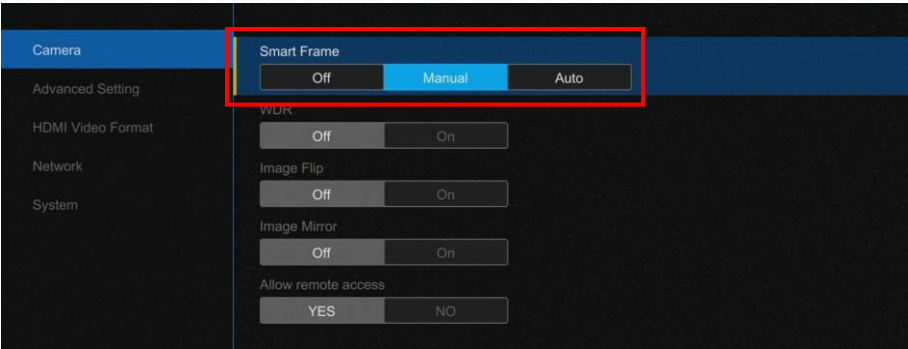 Camera
Advanced Setting
HDMI Video Format
Network
System
Smart Frame
Off Manual Auto
WDR
Off On
Image Flip
Off On
Image Mirror
Off On
Allow remote access
YES NO